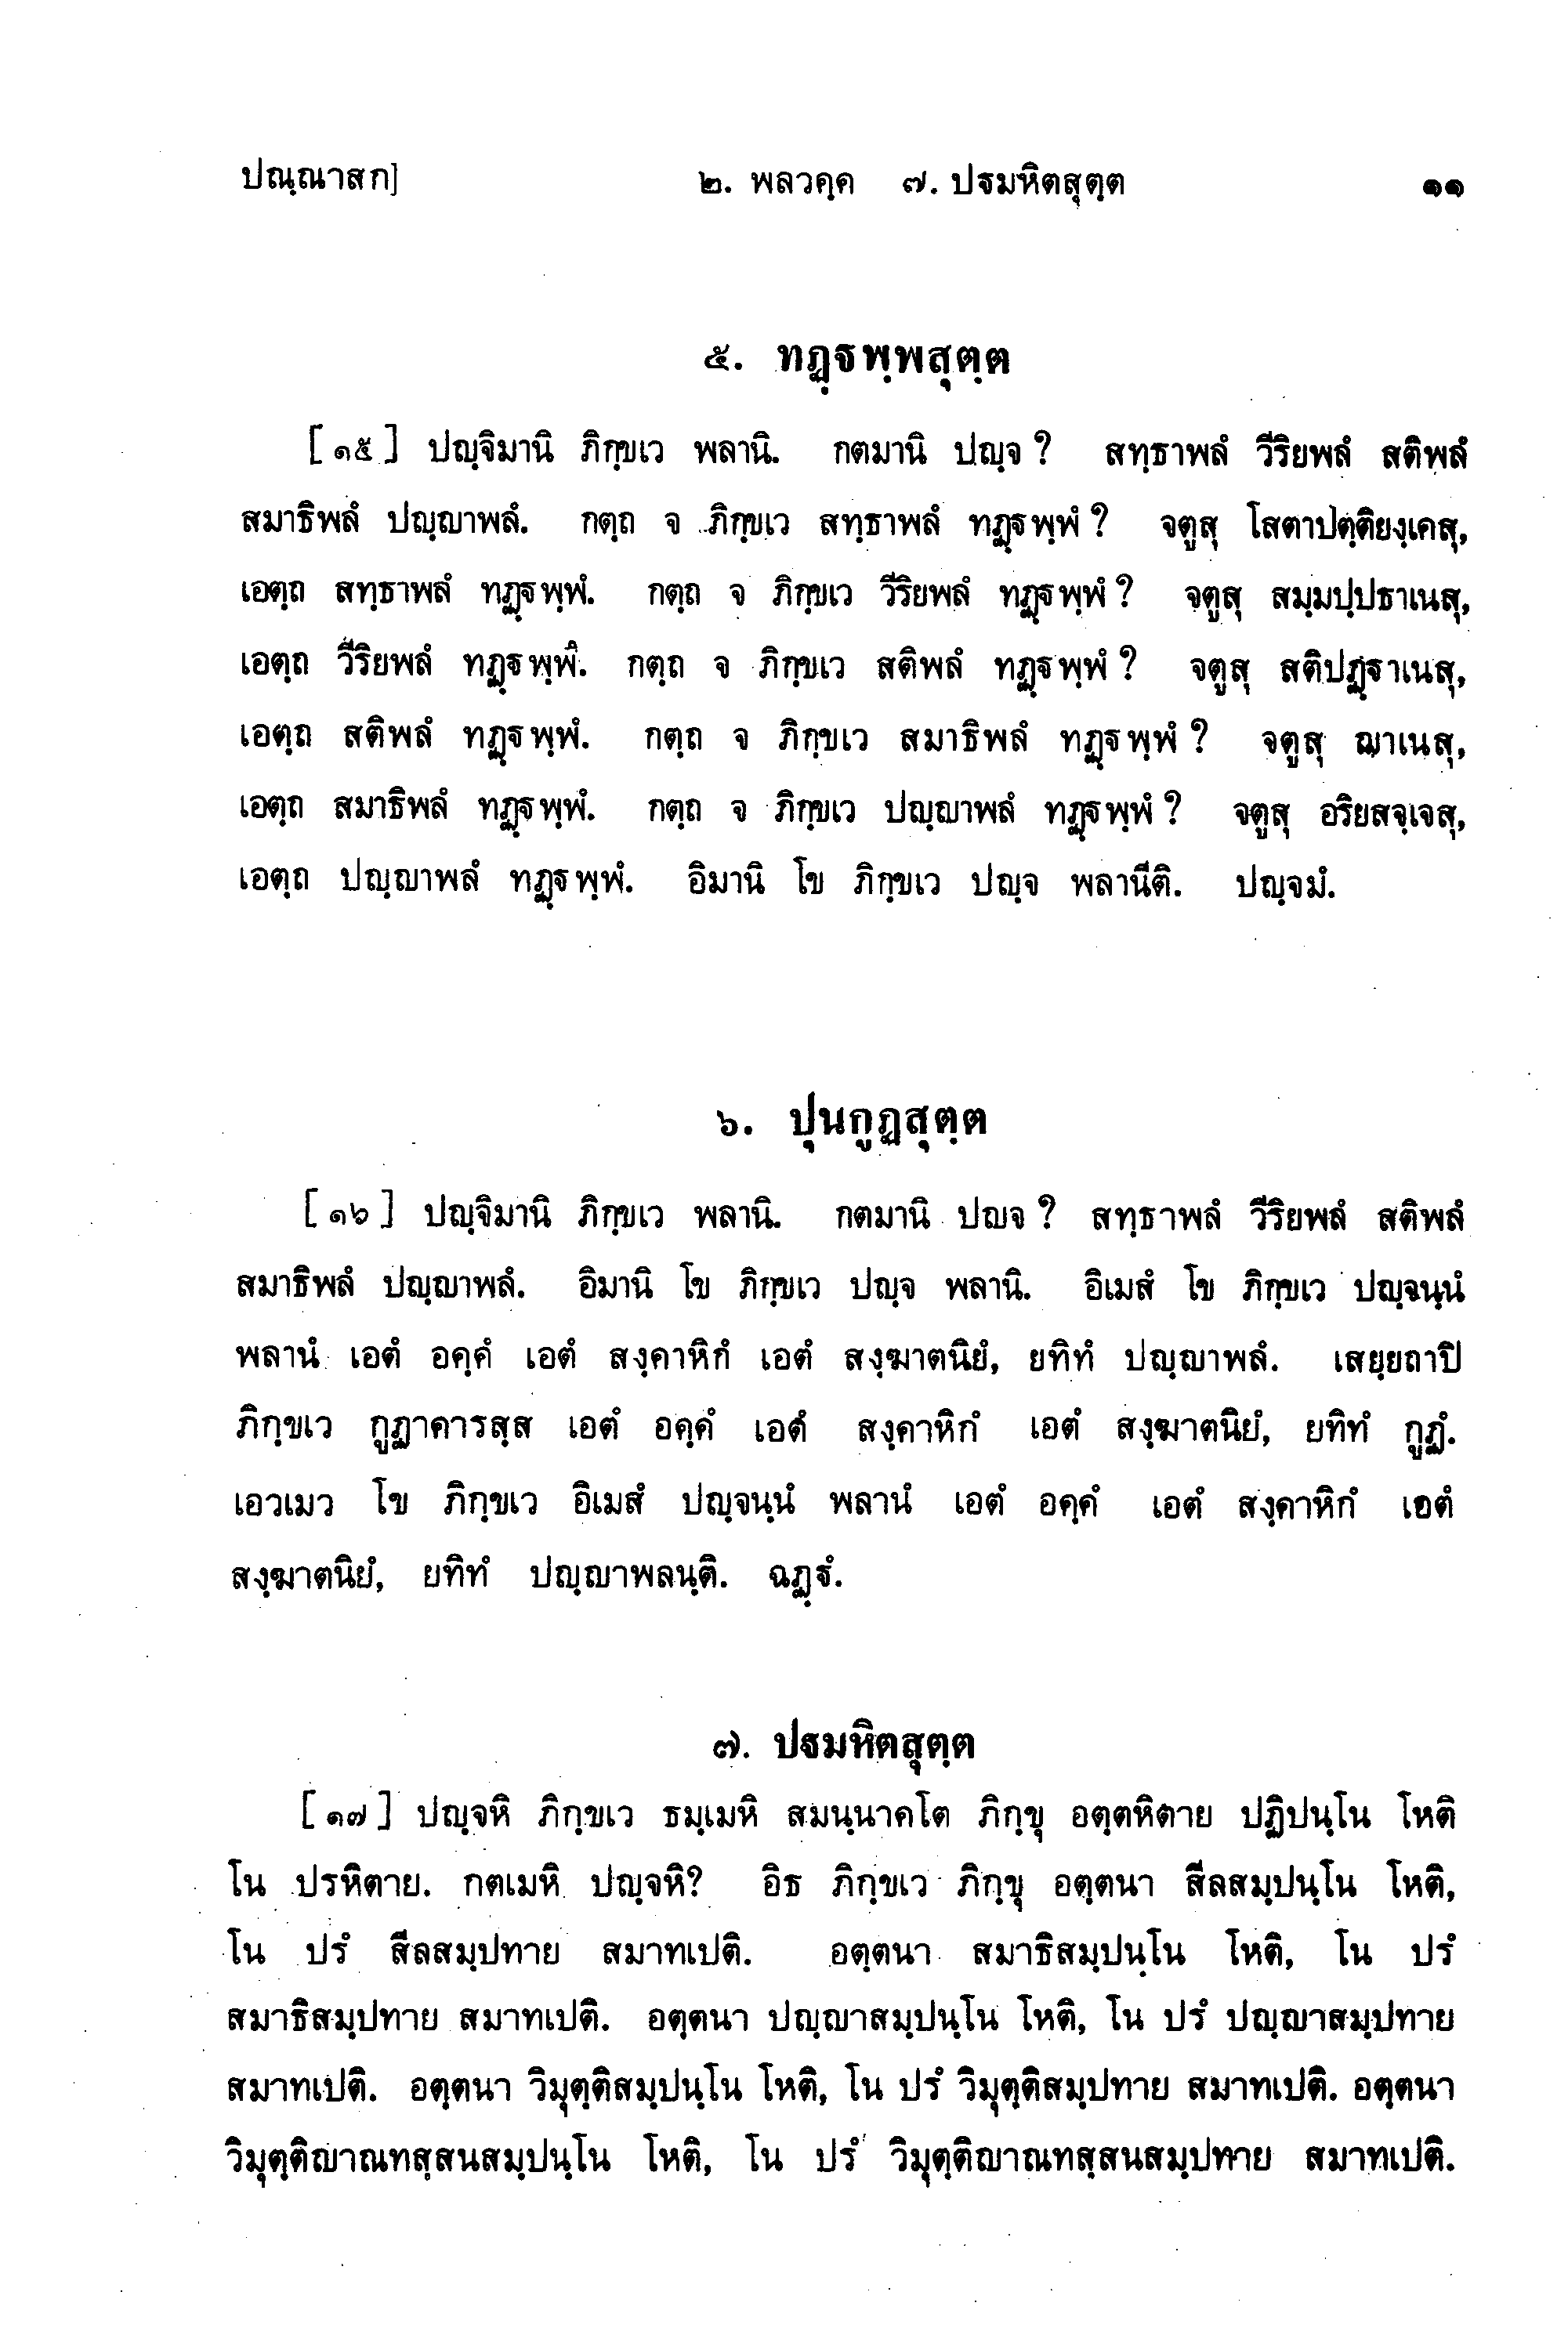 ปณฺณาสก]
๒. พลวคฺค ๗. ปฐมหิตสุตฺต
๑๑
๕. ทฏฺฐพฺพสุตฺต
[๑๕] ปญฺจิมานิ ภิกฺขเว พลานิ. กตมานิ ปญฺจ ? สทฺธาพลํ วีริยพลํ สติพลํ
สมาธิพลํ ปญฺญาพลํ. กตฺถ จ ภิกฺขเว สทฺธาพลํ ทฏฺฐพฺพํ ? จตูสุ โสตาปตฺติยงฺเคสุ,
เอตฺถ สทฺธาพลํ ทฏฺฐพฺพํ. กตฺถ จ ภิกฺขเว วีริยพลํ ทฏฺฐพฺพํ ? จตูสุ สมฺมปฺปธาเนสุ,
เอตฺถ วีริยพลํ ทฏฺฐพฺพํ. กตฺถ จ ภิกฺขเว สติพลํ ทฏฺฐพฺพํ ? จตูสุ สติปฏฺฐาเนสุ,
เอตฺถ สติพลํ ทฏฺฐพฺพํ. กตฺถ จ ภิกฺขเว สมาธิพลํ ทฏฺฐพฺพํ ? จตูสุ ฌาเนสุ,
เอตฺถ สมาธิพลํ ทฏฺฐพฺพํ. กตฺถ จ ภิกฺขเว ปญฺญาพลํ ทฏฺฐพฺพํ ? จตูสุ อริยสจฺเจสุ,
เอตฺถ ปญฺญาพลํ ทฏฺฐพฺพํ. อิมานิ โข ภิกฺขเว ปญฺจ พลานีติ. ปญฺจมํ.
๖. ปุนกูฏสุตฺต
[๑๖] ปญฺจิมานิ ภิกฺขเว พลานิ. กตมานิ ปญจ ? สทฺธาพลํ วีริยพลํ สติพลํ
สมาธิพลํ ปญฺญาพลํ. อิมานิ โข ภิกฺขเว ปญฺจ พลานิ. อิเมสํ โข ภิกฺขเว ปญฺจนฺนํ
พลานํ เอตํ อคฺคํ เอตํ สงฺคาหิกํ เอตํ สงฺฆาตนิยํ, ยทิทํ ปญฺญาพลํ. เสยฺยถาปิ
ภิกฺขเว กูฏาคารสฺส เอตํ อคฺคํ เอตํ สงฺคาหิกํ เอตํ สงฺฆาตนิยํ, ยทิทํ กูฏํ.
เอวเมว โข ภิกฺขเว อิเมสํ ปญฺจนฺนํ พลานํ เอตํ อคฺคํ เอตํ สงฺคาหิกํ เอตํ
สงฺฆาตนิยํ, ยทิทํ ปญฺญาพลนฺติ. ฉฏฺฐํ.
๗. ปฐมหิตสุตฺต
[๑๗] ปญฺจหิ ภิกฺขเว ธมฺเมหิ สมนฺนาคโต ภิกฺขุ อตฺตหิตาย ปฏิปนฺโน โหติ
โน ปรหิตาย. กตเมหิ ปญฺจหิ? อิธ ภิกฺขเว ภิกฺขุ อตฺตนา สีลสมฺปนฺโน โหติ,
โน ปรํ สีลสมฺปทาย สมาทเปติ. อตฺตนา สมาธิสมฺปนฺโน โหติ, โน ปรํ
สมาธิสมฺปทาย สมาทเปติ. อตฺตนา ปญฺญาสมฺปนฺโน โหติ, โน ปรํ ปญฺญาสมฺปทาย
สมาทเปติ. อตฺตนา วิมุตฺติสมฺปนฺโน โหติ, โน ปรํ วิมุตฺติสมฺปทาย สมาทเปติ. อตฺตนา
วิมุตฺติญาณทสฺสนสมฺปนฺโน โหติ, โน ปรํ วิมุตฺติญาณทสฺสนสมฺปทาย สมาทเปติ.